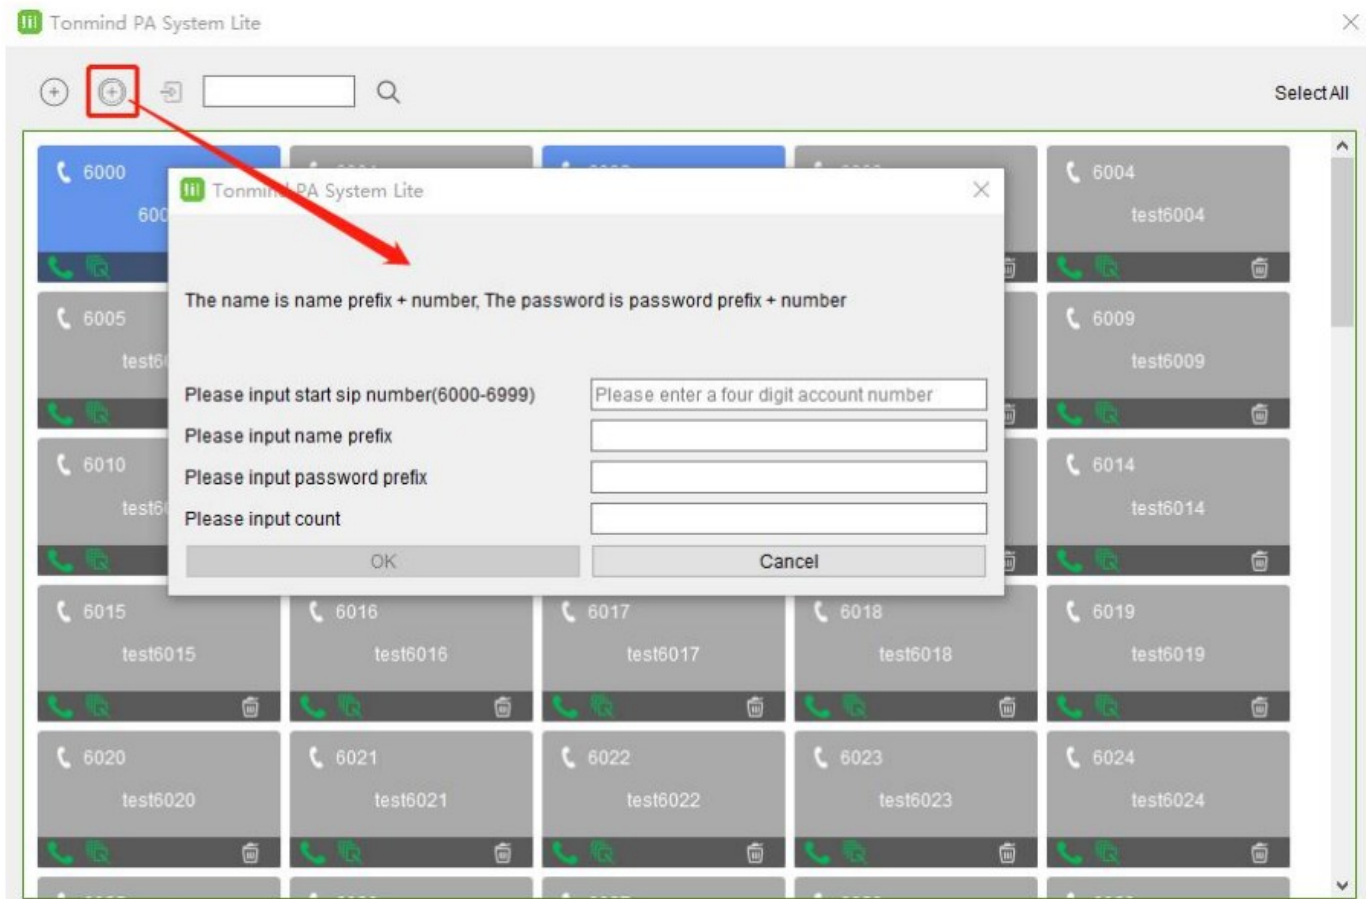 Tonmind PA System Lite
Select All
6000
6004
600
test6004
Tonmind PA System Lite
The name is name prefix + number, The password is password prefix + number
6005
6009
test6009
Please input start sip number(6000-6999)
Please enter a four digit account number
Please input name prefix
Please input password prefix
Please input count
OK
Cancel
6010
6014
test6014
6015
6016
6017
6018
6019
test6015
test6016
test6017
test6018
test6019
6020
6021
6022
6023
6024
test6020
test6021
test6022
test6023
test6024